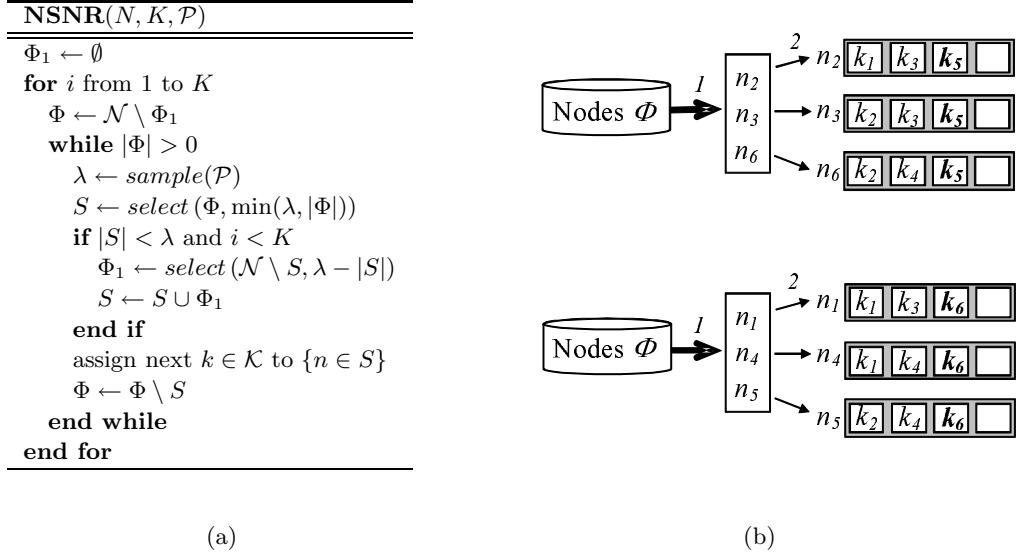 NSNR(N, K, P)
Φ₁ ← ∅
for i from 1 to K
Φ ← N \ Φ₁
while |Φ| > 0
λ ← sample(P)
S ← select (Φ, min(λ, |Φ|))
if |S| < λ and i < K
Φ₁ ← select (N \ S, λ − |S|)
S ← S ∪ Φ₁
end if
assign next k ∈ K to {n ∈ S}
Φ ← Φ \ S
end while
end for
(a)
Nodes Φ
1
n₂
n₃
n₆
2
n₂ k₁ k₃ k₅
n₃ k₂ k₃ k₅
n₆ k₂ k₄ k₅
Nodes Φ
1
n₁
n₄
n₅
2
n₁ k₁ k₃ k₆
n₄ k₁ k₄ k₆
n₅ k₂ k₄ k₆
(b)